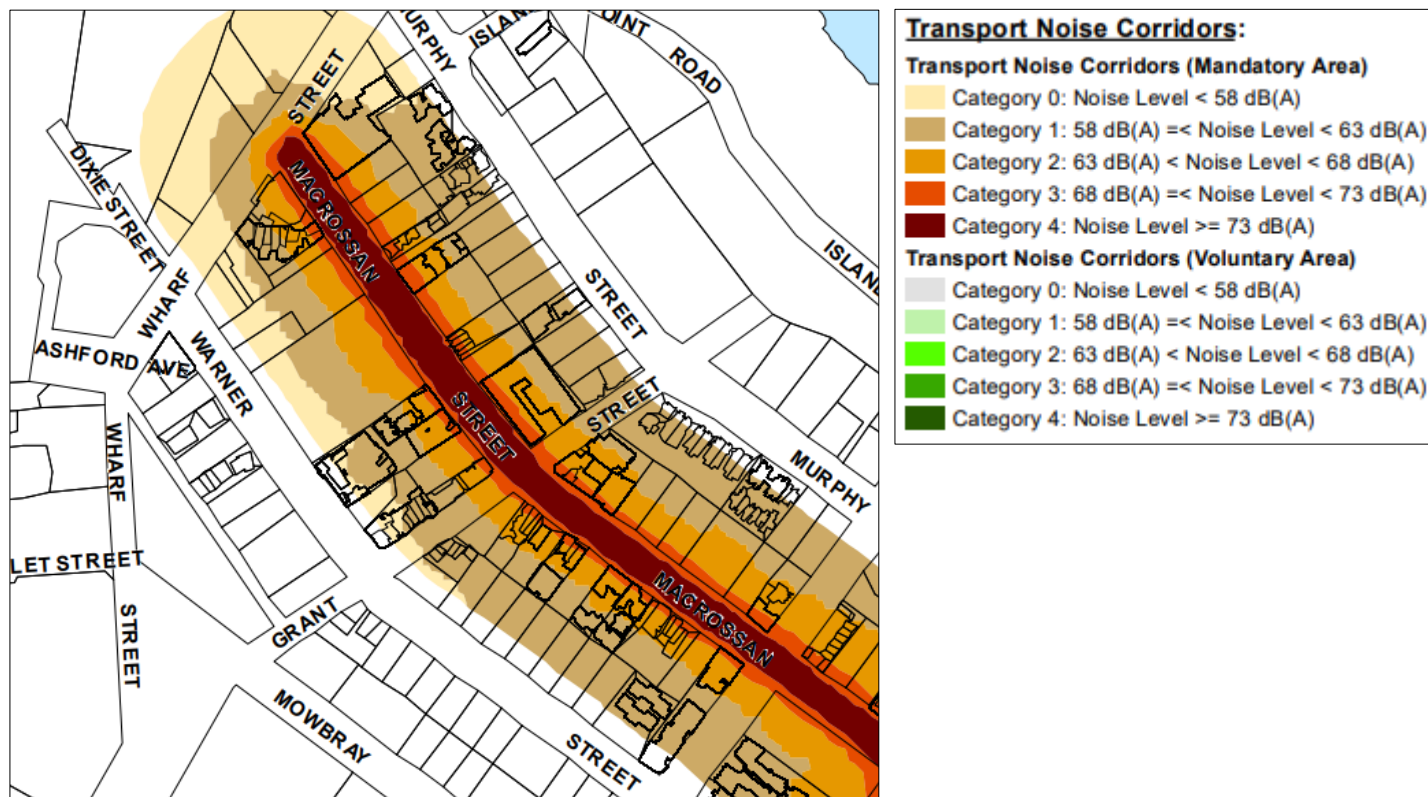 MURPHY
ISLAND
OINT
ROAD
ISLAND
STREET
DIXIE STREET
MACROSSAN
WHARF
STREET
ASHFORD AVE
WARNER
STREET
STREET
WHARF
MURPHY
LET STREET
STREET
MACROSSAN
GRANT
MOWBRAY
STREET
Transport Noise Corridors:
Transport Noise Corridors (Mandatory Area)
Category 0: Noise Level < 58 dB(A)
Category 1: 58 dB(A) =< Noise Level < 63 dB(A)
Category 2: 63 dB(A) < Noise Level < 68 dB(A)
Category 3: 68 dB(A) =< Noise Level < 73 dB(A)
Category 4: Noise Level >= 73 dB(A)
Transport Noise Corridors (Voluntary Area)
Category 0: Noise Level < 58 dB(A)
Category 1: 58 dB(A) =< Noise Level < 63 dB(A)
Category 2: 63 dB(A) < Noise Level < 68 dB(A)
Category 3: 68 dB(A) =< Noise Level < 73 dB(A)
Category 4: Noise Level >= 73 dB(A)